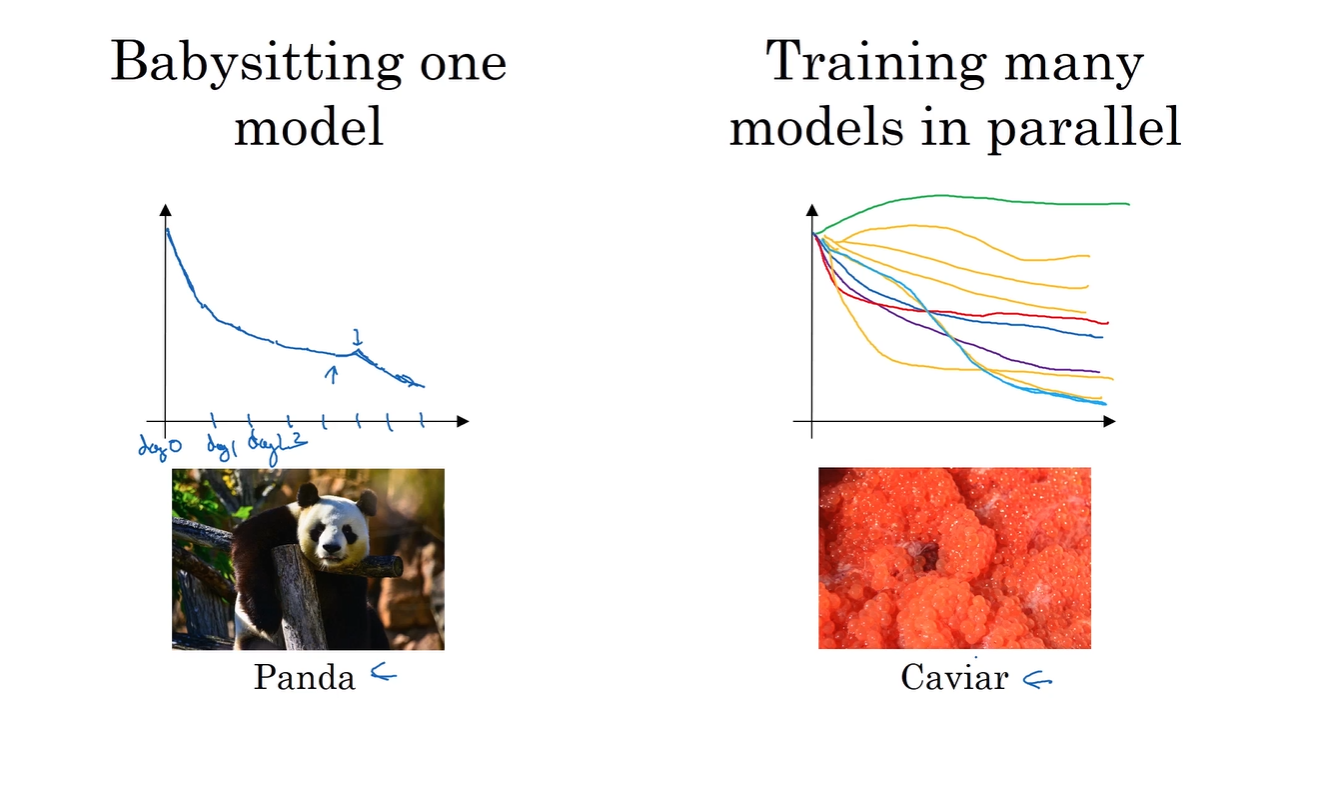 Babysitting one
model
Training many
models in parallel
day 0 day 1 day 2
Panda
Caviar